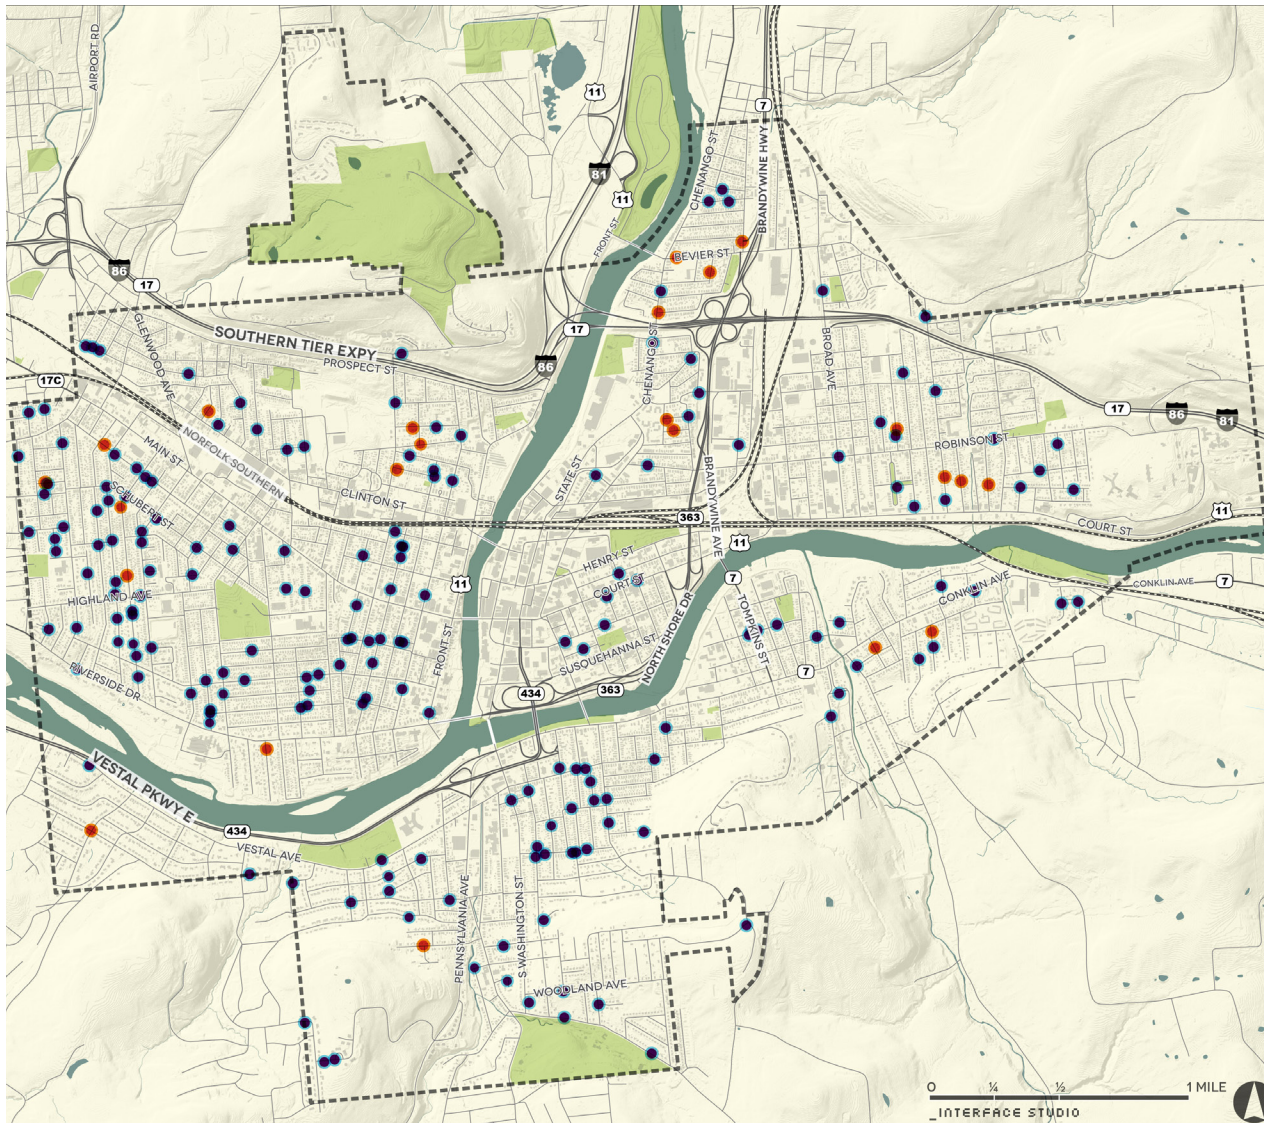 AIRPORT RD
11
7
CHENANGO ST
BRANDYWINE HWY
81
11
FRONT ST
BEVIER ST
86
17
GLENWOOD AVE
SOUTHERN TIER EXPY
PROSPECT ST
17
86
CHENANGO ST
BROAD AVE
17C
17
86
81
MAIN ST
NORFOLK SOUTHERN
ROBINSON ST
STATE ST
CLINTON ST
SCHUBERT ST
BRANDYWINE AVE
363
COURT ST
11
11
HENRY ST
COURT ST
7
11
CONKLIN AVE
CONKLIN AVE
7
HIGHLAND AVE
TOMPKINS ST
FRONT ST
NORTH SHORE DR
SUSQUEHANNA ST
7
RIVERSIDE DR
434
363
VESTAL PKWY E
434
VESTAL AVE
PENNSYLVANIA AVE
S WASHINGTON ST
WOODLAND AVE
0 ¼ ½ 1 MILE
_INTERFACE STUDIO